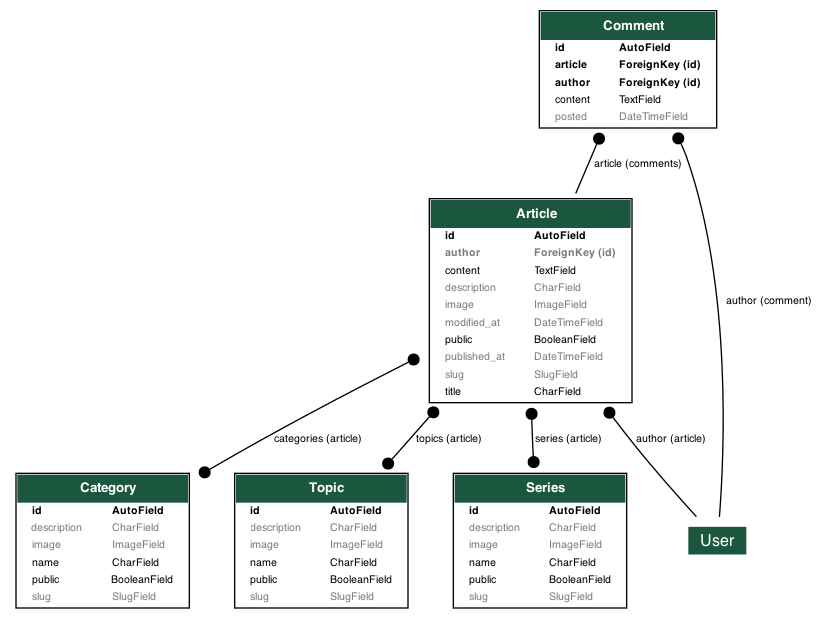 Comment
id AutoField
article ForeignKey (id)
author ForeignKey (id)
content TextField
posted DateTimeField
article (comments)
Article
id AutoField
author ForeignKey (id)
content TextField
description CharField
image ImageField
modified_at DateTimeField
public BooleanField
published_at DateTimeField
slug SlugField
title CharField
author (comment)
categories (article)
topics (article)
series (article)
author (article)
Category
id AutoField
description CharField
image ImageField
name CharField
public BooleanField
slug SlugField
Topic
id AutoField
description CharField
image ImageField
name CharField
public BooleanField
slug SlugField
Series
id AutoField
description CharField
image ImageField
name CharField
public BooleanField
slug SlugField
User